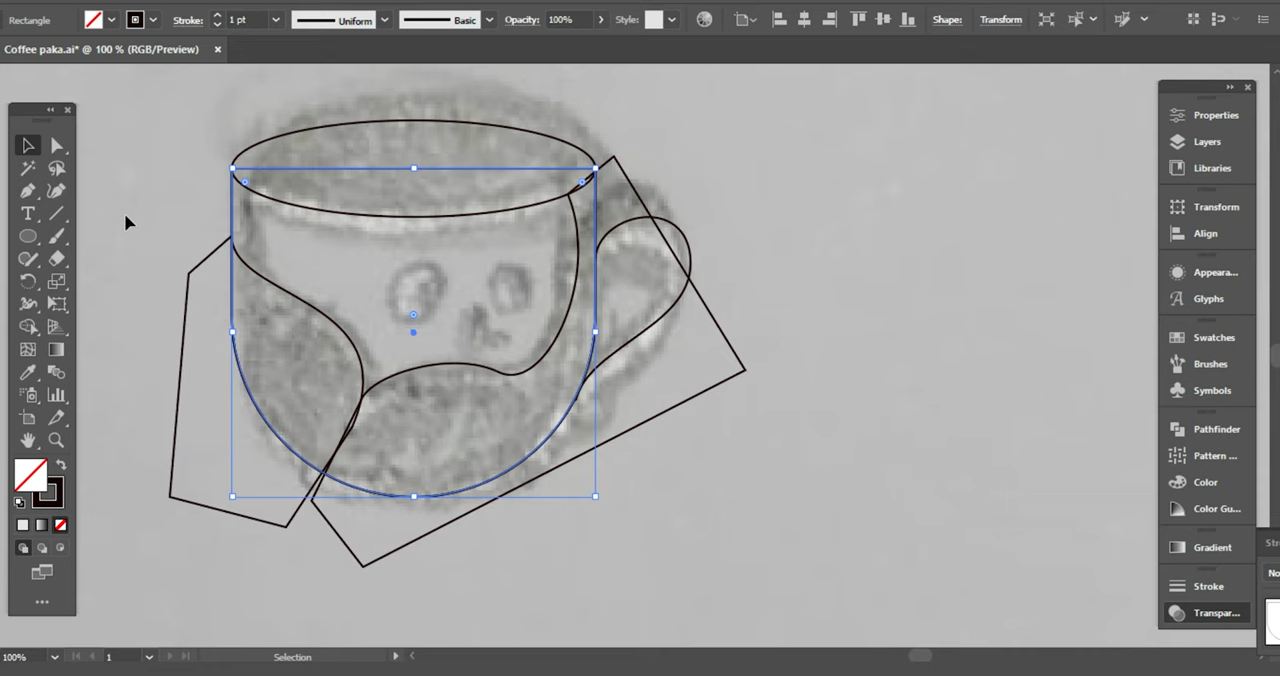 Rectangle Stroke: 1 pt Uniform Basic Opacity: 100% Style: Shape: Transform
Coffee paka.ai* @ 100 % (RGB/Preview) ×
Properties
Layers
Libraries
Transform
Align
Appeara...
Glyphs
Swatches
Brushes
Symbols
Pathfinder
Pattern ...
Color
Color Gu...
Gradient
Stroke
Transpar...
Stro
No
100% 1 Selection